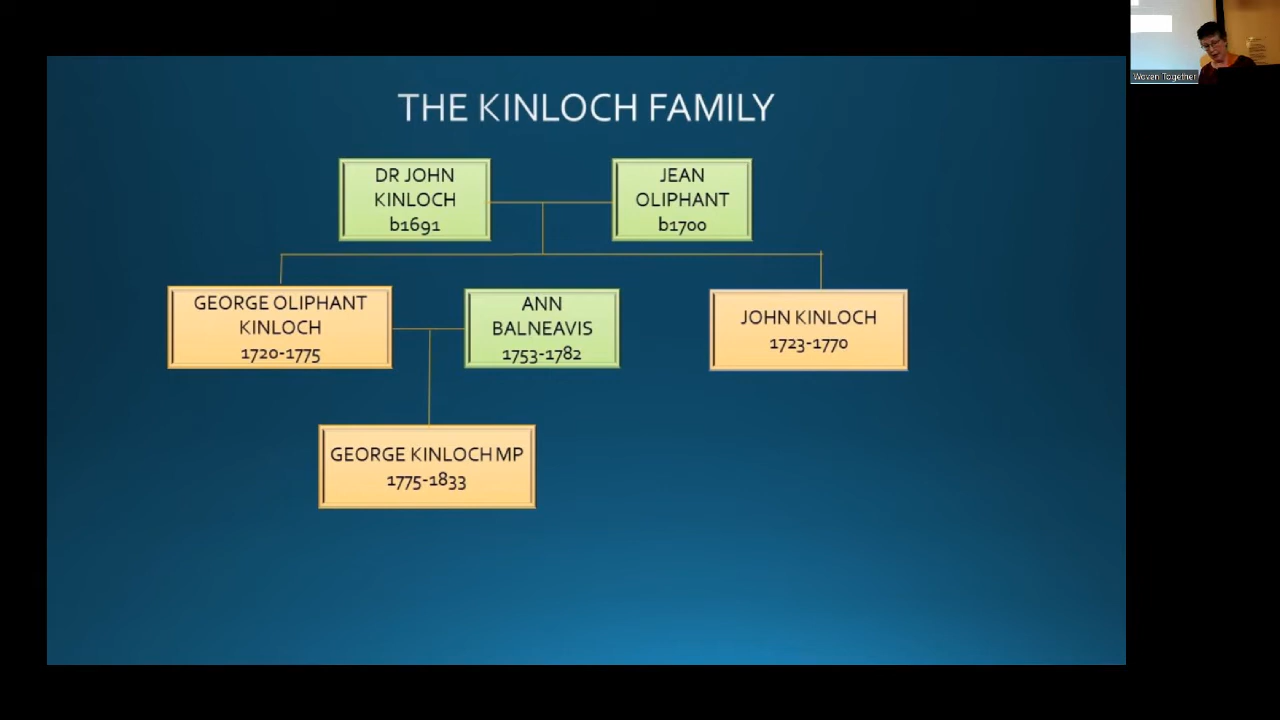 THE KINLOCH FAMILY
DR JOHN
KINLOCH
b1691
JEAN
OLIPHANT
b1700
GEORGE OLIPHANT
KINLOCH
1720-1775
ANN
BALNEAVIS
1753-1782
JOHN KINLOCH
1723-1770
GEORGE KINLOCH MP
1775-1833
Woven Together